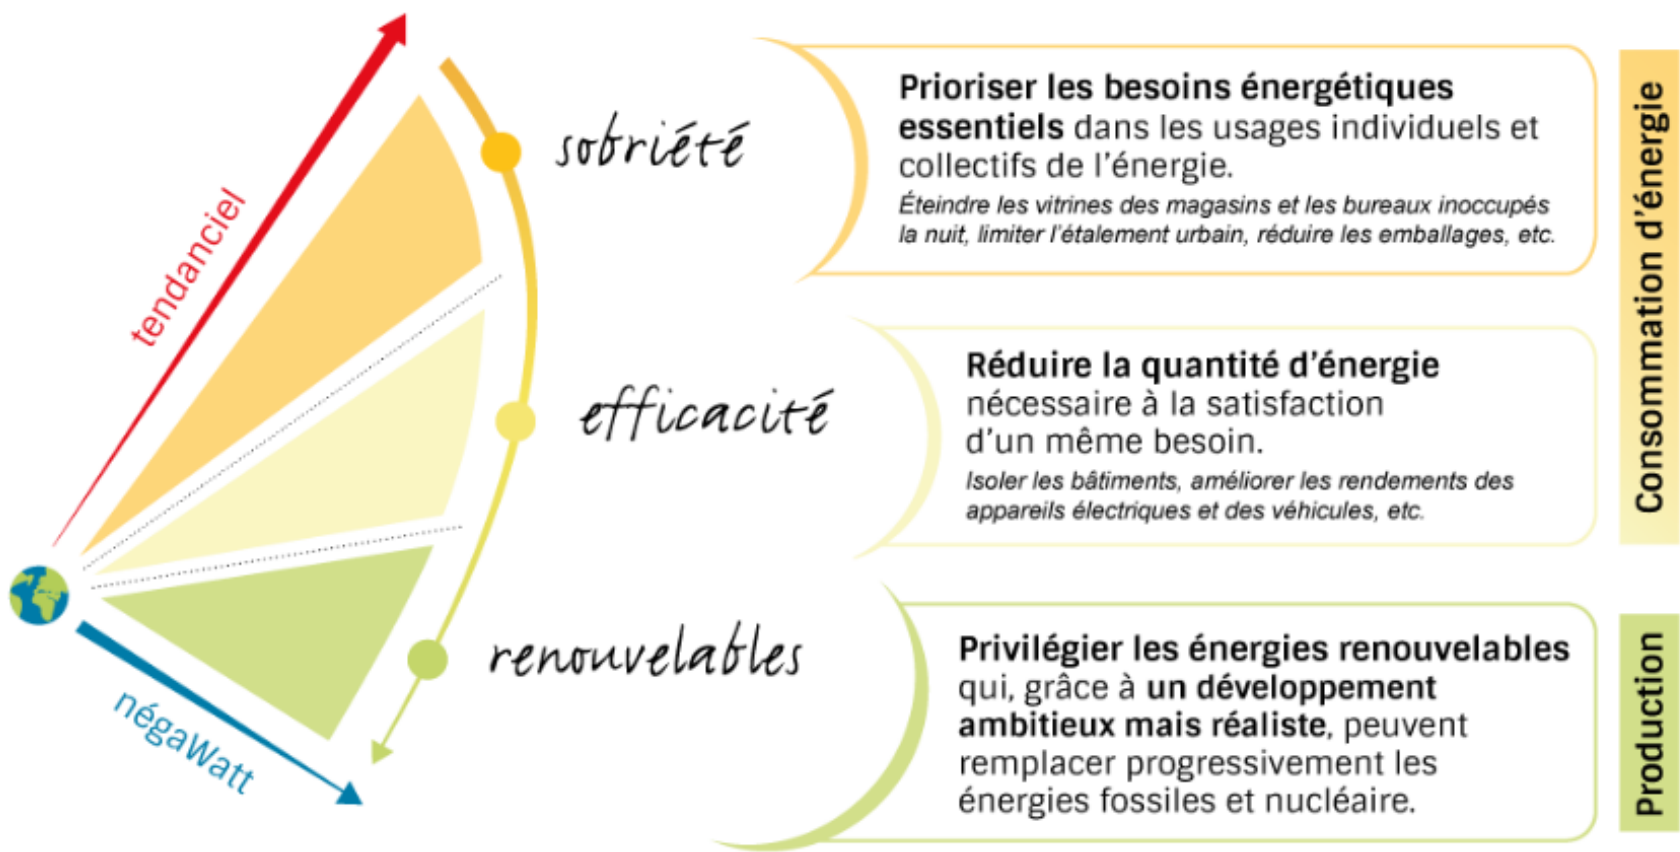 tendanciel
négaWatt
sobriété
Prioriser les besoins énergétiques
essentiels dans les usages individuels et
collectifs de l'énergie.
Éteindre les vitrines des magasins et les bureaux inoccupés
la nuit, limiter l'étalement urbain, réduire les emballages, etc.
efficacité
Réduire la quantité d'énergie
nécessaire à la satisfaction
d'un même besoin.
Isoler les bâtiments, améliorer les rendements des
appareils électriques et des véhicules, etc.
Consommation d'énergie
renouvelables
Privilégier les énergies renouvelables
qui, grâce à un développement
ambitieux mais réaliste, peuvent
remplacer progressivement les
énergies fossiles et nucléaire.
Production